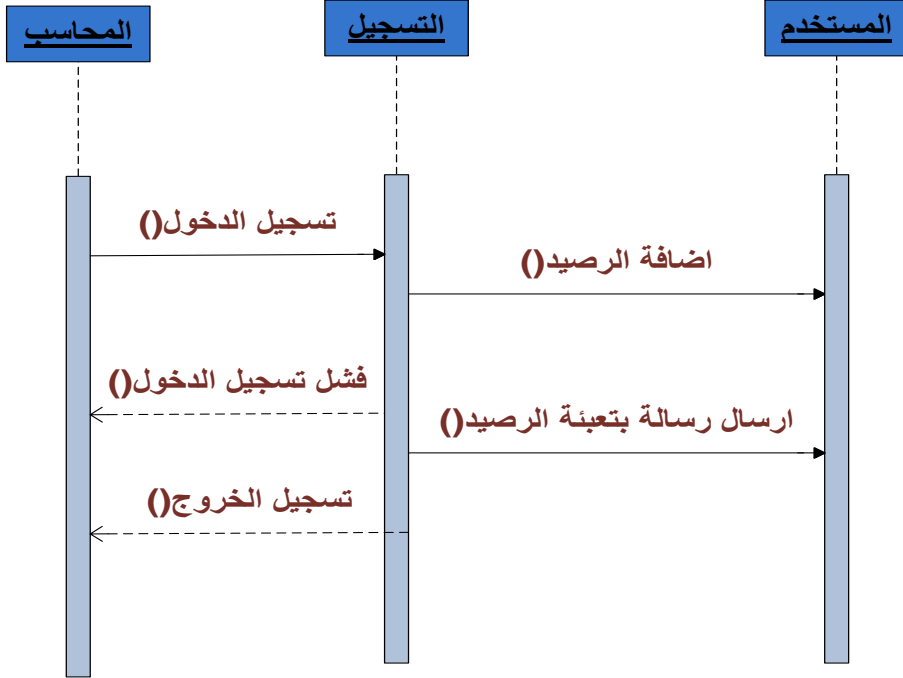 المستخدم
التسجيل
المحاسب
تسجيل الدخول()
اضافة الرصيد()
فشل تسجيل الدخول()
ارسال رسالة بتعبئة الرصيد()
تسجيل الخروج()